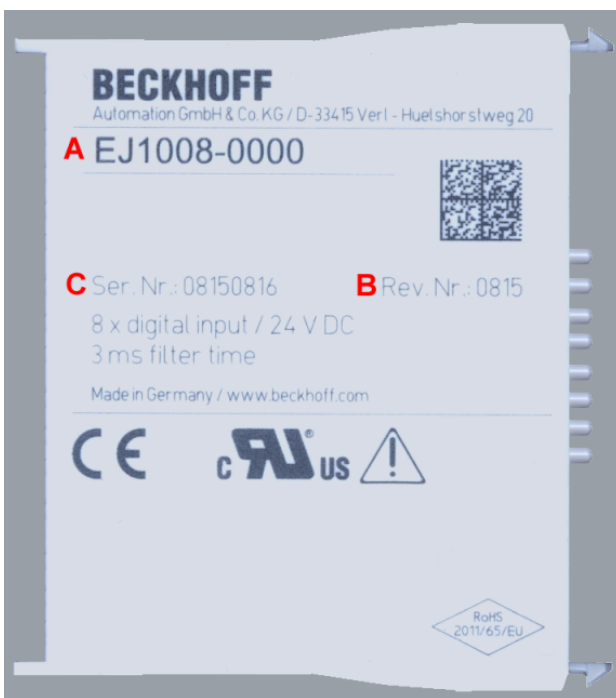 BECKHOFF
Automation GmbH & Co. KG / D-33415 Verl - Huelshorstweg 20
A EJ1008-0000
C Ser. Nr.: 08150816 B Rev. Nr.: 0815
8 x digital input / 24 V DC
3 ms filter time
Made in Germany / www.beckhoff.com
CE C RU ® US
RoHS
2011/65/EU